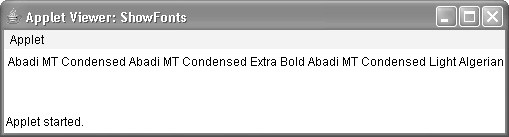 Applet Viewer: ShowFonts
Applet
Abadi MT Condensed Abadi MT Condensed Extra Bold Abadi MT Condensed Light Algerian
Applet started.